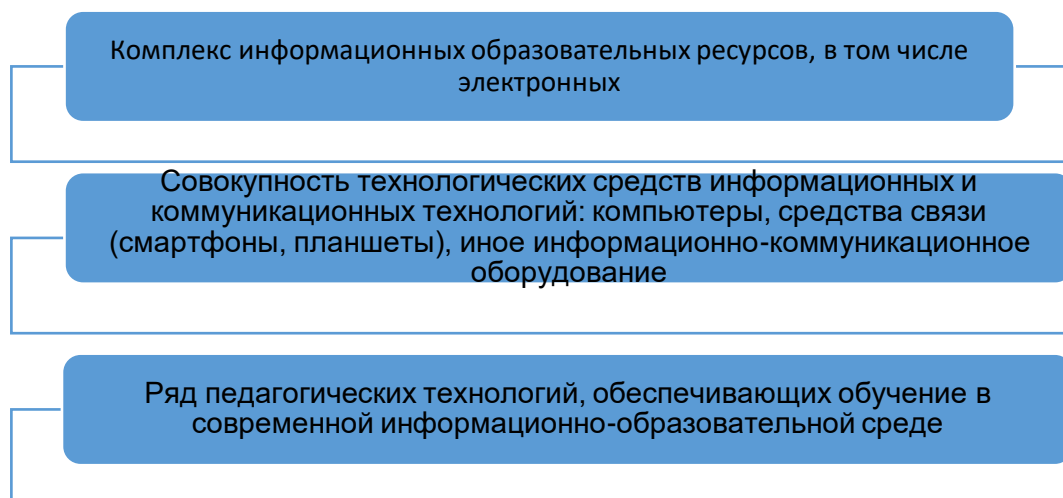 Комплекс информационных образовательных ресурсов, в том числе
электронных
Совокупность технологических средств информационных и
коммуникационных технологий: компьютеры, средства связи
(смартфоны, планшеты), иное информационно-коммуникационное
оборудование
Ряд педагогических технологий, обеспечивающих обучение в
современной информационно-образовательной среде